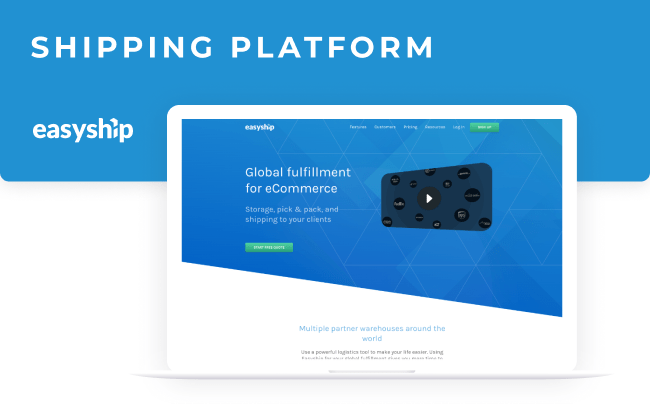 SHIPPING PLATFORM
easyship
easyship
Features Customers Pricing Resources Log In SIGN UP
Global fulfillment
for eCommerce
Storage, pick & pack, and
shipping to your clients
START FREE QUOTE
Multiple partner warehouses around the
world
Use a powerful logistics tool to make your life easier. Using